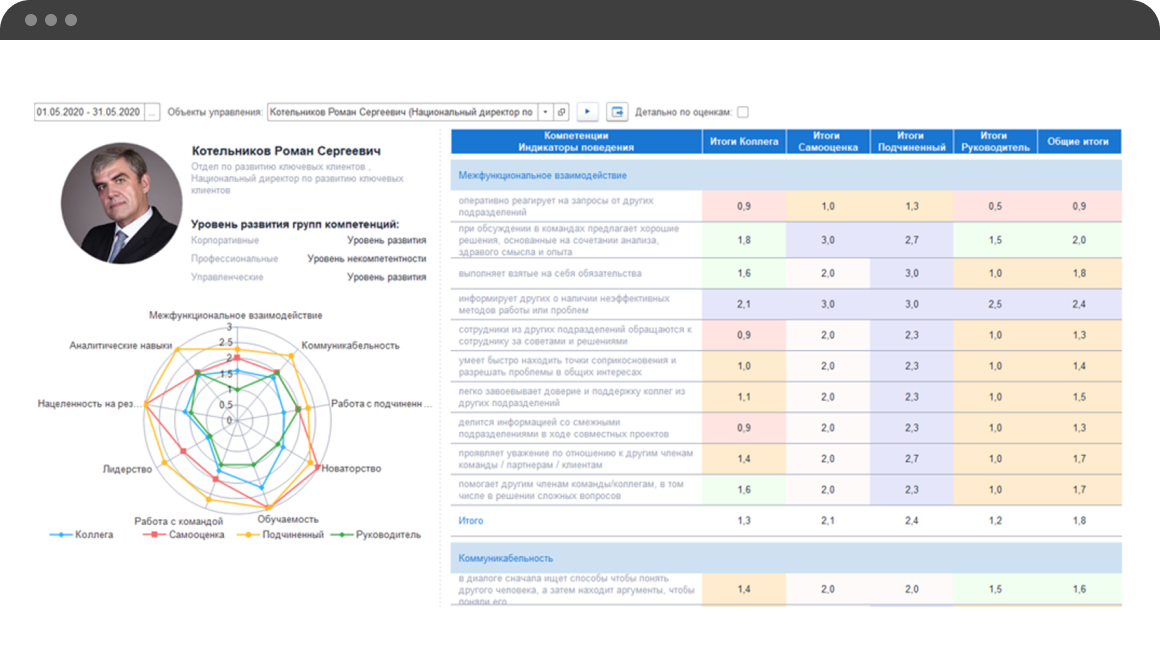 01.05.2020 - 31.05.2020 ... Объекты управления: Котельников Роман Сергеевич (Национальный директор по Детально по оценкам:
Котельников Роман Сергеевич
Отдел по развитию ключевых клиентов ,
Национальный директор по развитию ключевых
клиентов
Уровень развития групп компетенций:
Корпоративные Уровень развития
Профессиональные Уровень некомпетентности
Управленческие Уровень развития
Межфункциональное взаимодействие
Аналитические навыки
Коммуникабельность
Нацеленность на рез...
Работа с подчиненн ...
Лидерство
Новаторство
Работа с командой
Обучаемость
3
2 5
2
1.5
1
0.5
0
Коллега Самооценка Подчиненный Руководитель
Компетенции
Индикаторы поведения
Итоги Коллега
Итоги
Самооценка
Итоги
Подчиненный
Итоги
Руководитель
Общие итоги
Межфункциональное взаимодействие
оперативно реагирует на запросы от других
подразделений
0,9 1,0 1,3 0,5 0,9
при обсуждении в командах предлагает хорошие
решения, основанные на сочетании анализа,
здравого смысла и опыта
1,8 3,0 2,7 1,5 2,0
выполняет взятые на себя обязательства
1,6 2,0 3,0 1,0 1,8
информирует других о наличии неэффективных
методов работы или проблем
2,1 3,0 3,0 2,5 2,4
сотрудники из других подразделений обращаются к
сотруднику за советами и решениями
0,9 2,0 2,3 1,0 1,3
умеет быстро находить точки соприкосновения и
разрешать проблемы в общих интересах
1,0 2,0 2,3 1,0 1,4
легко завоевывает доверие и поддержку коллег из
других подразделений
1,1 2,0 2,3 1,0 1,5
делится информацией со смежными
подразделениями в ходе совместных проектов
0,9 2,0 2,3 1,0 1,3
проявляет уважение по отношению к другим членам
команды / партнерам / клиентам
1,4 2,0 2,7 1,0 1,7
помогает другим членам команды/коллегам, в том
числе в решении сложных вопросов
1,6 2,0 2,3 1,0 1,7
Итого 1,3 2,1 2,4 1,2 1,8
Коммуникабельность
в диалоге сначала ищет способы чтобы понять
другого человека, а затем находит аргументы, чтобы
поняли его
1,4 2,0 2,0 1,5 1,6